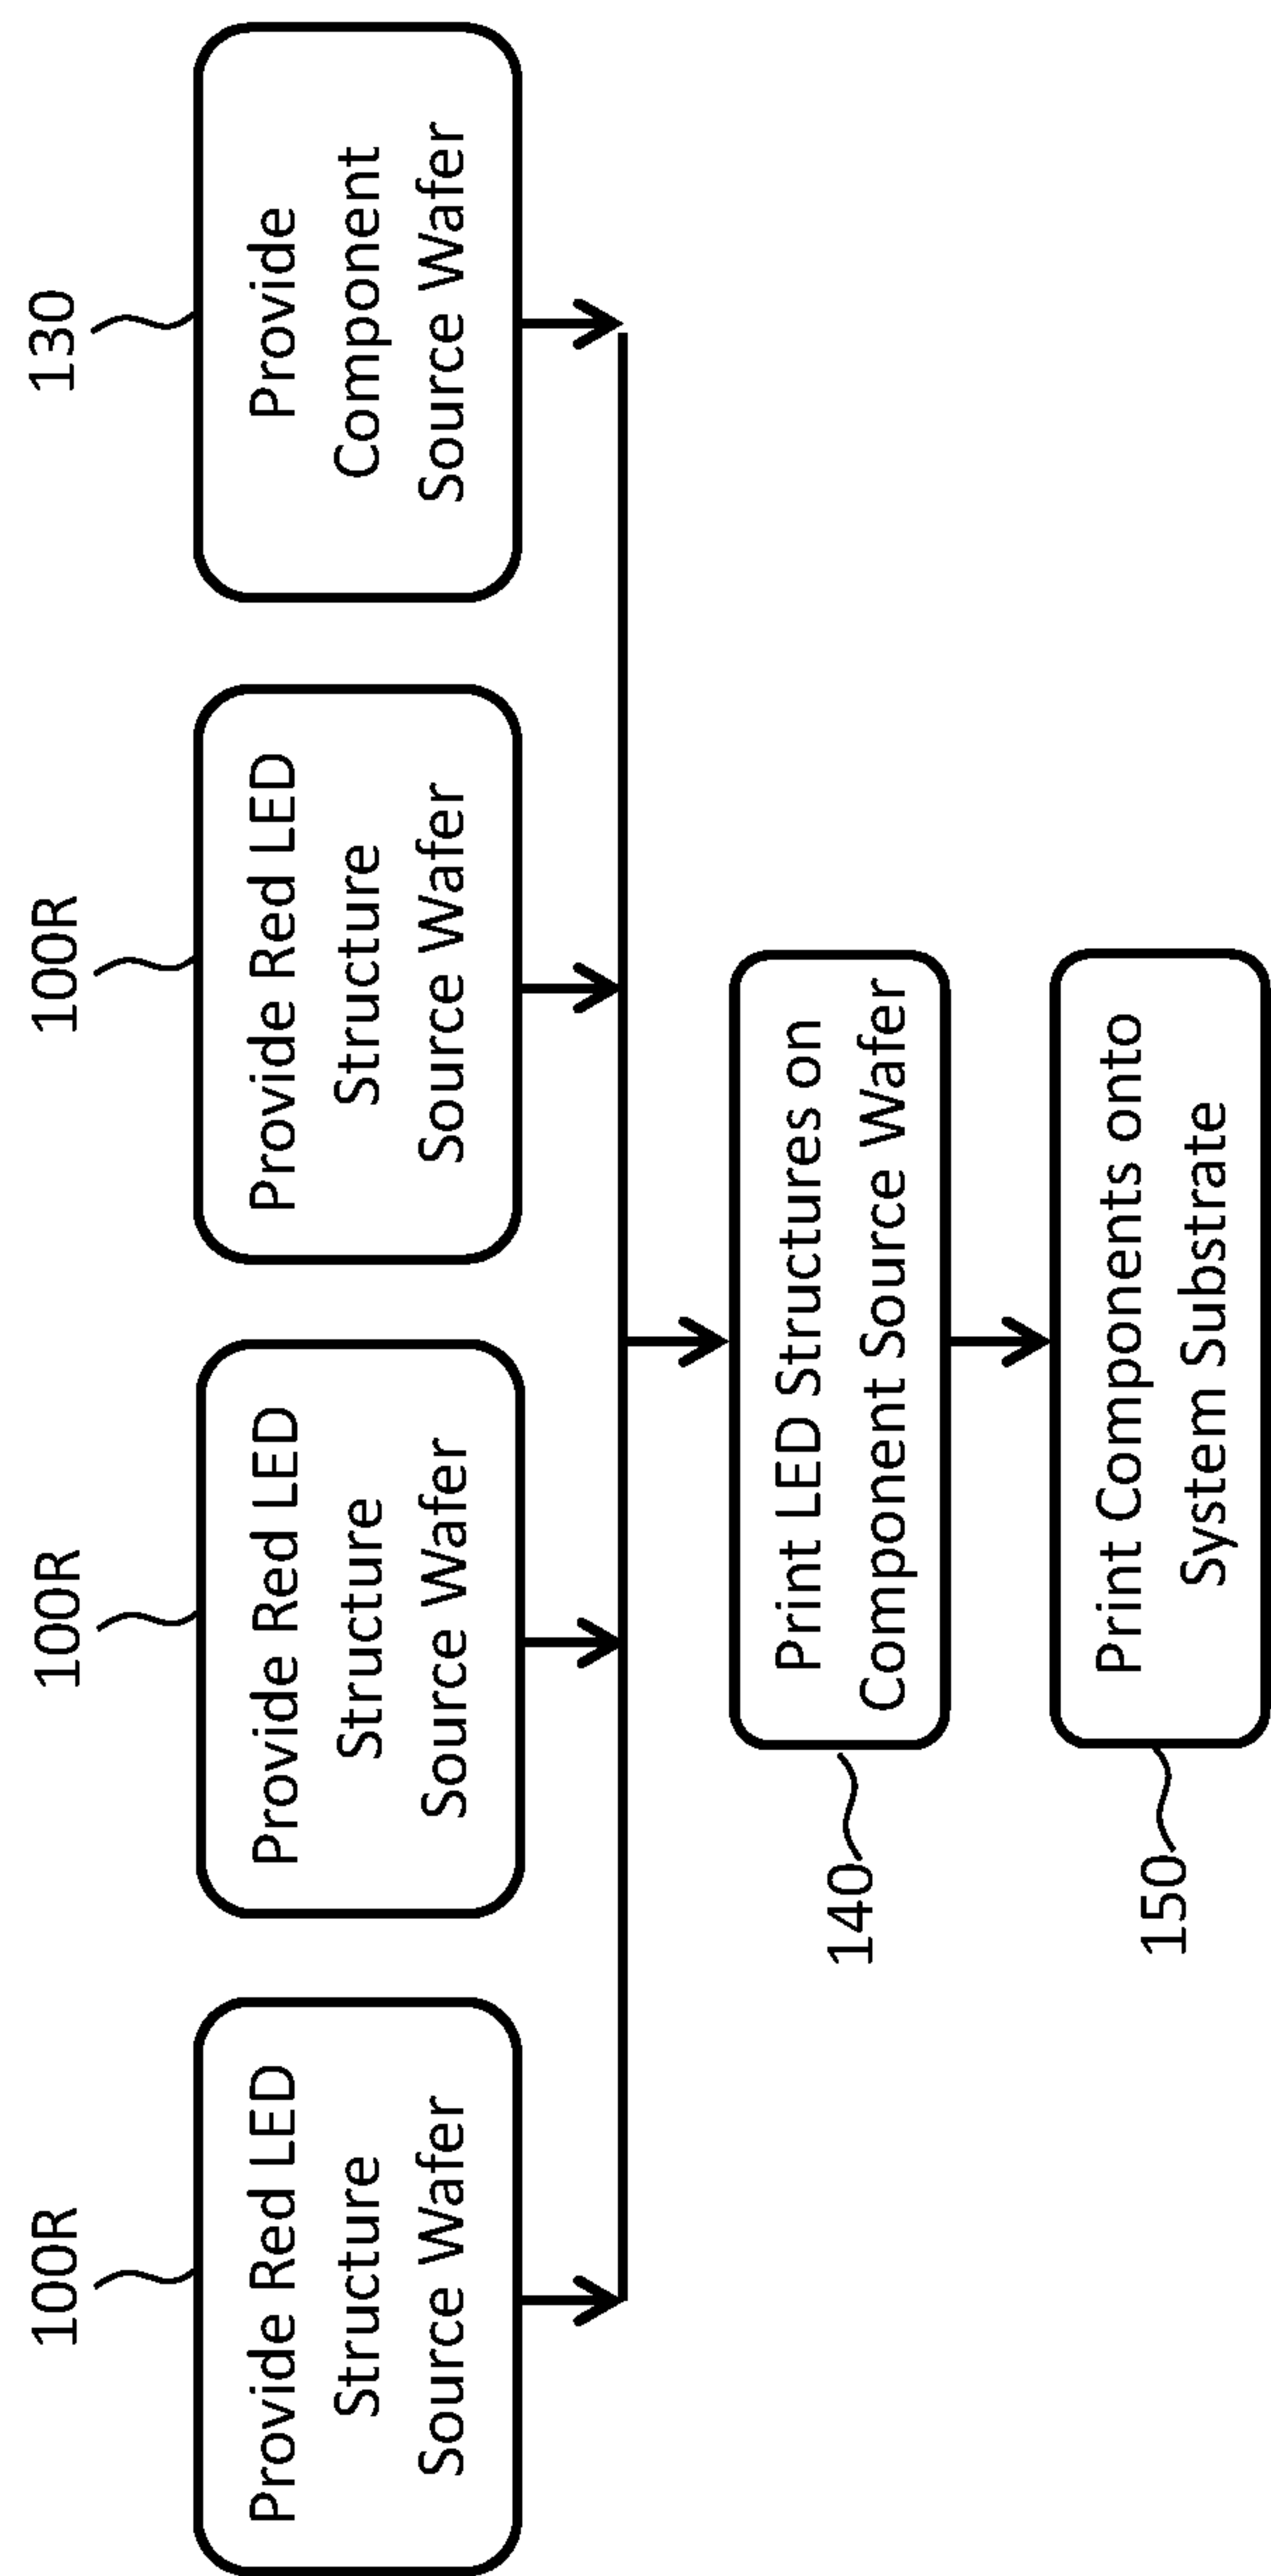 100R
Provide Red LED
Structure
Source Wafer
100R
Provide Red LED
Structure
Source Wafer
100R
Provide Red LED
Structure
Source Wafer
130
Provide
Component
Source Wafer
140
Print LED Structures on
Component Source Wafer
150
Print Components onto
System Substrate